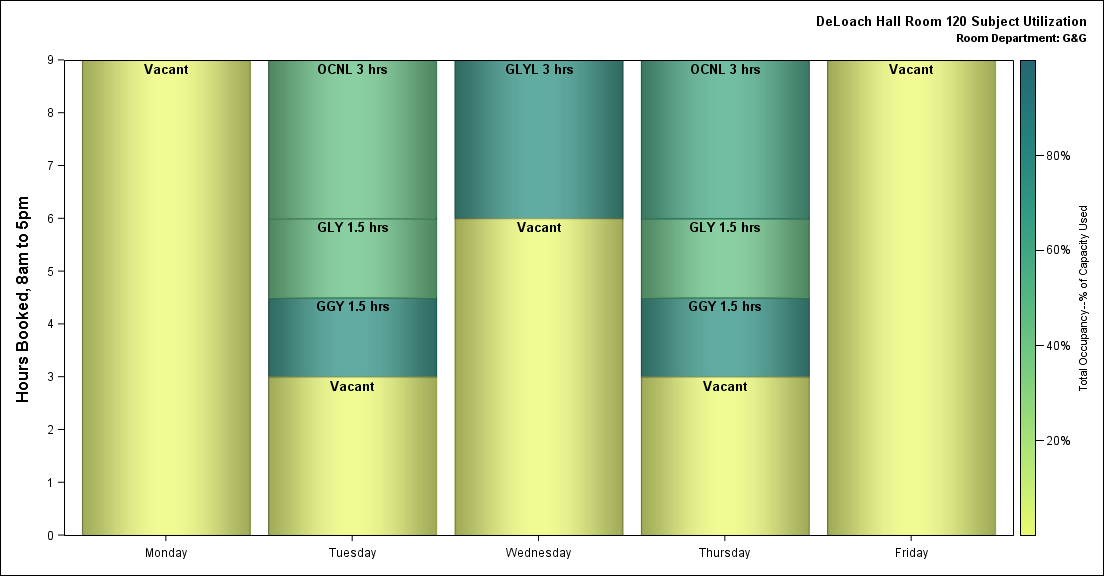 DeLoach Hall Room 120 Subject Utilization
Room Department: G&G
Hours Booked, 8am to 5pm
9
8
7
6
5
4
3
2
1
0
Vacant
OCNL 3 hrs
GLY 1.5 hrs
GGY 1.5 hrs
Vacant
GLYL 3 hrs
Vacant
OCNL 3 hrs
GLY 1.5 hrs
GGY 1.5 hrs
Vacant
Vacant
Monday
Tuesday
Wednesday
Thursday
Friday
80%
60%
40%
20%
Total Occupancy--% of Capacity Used